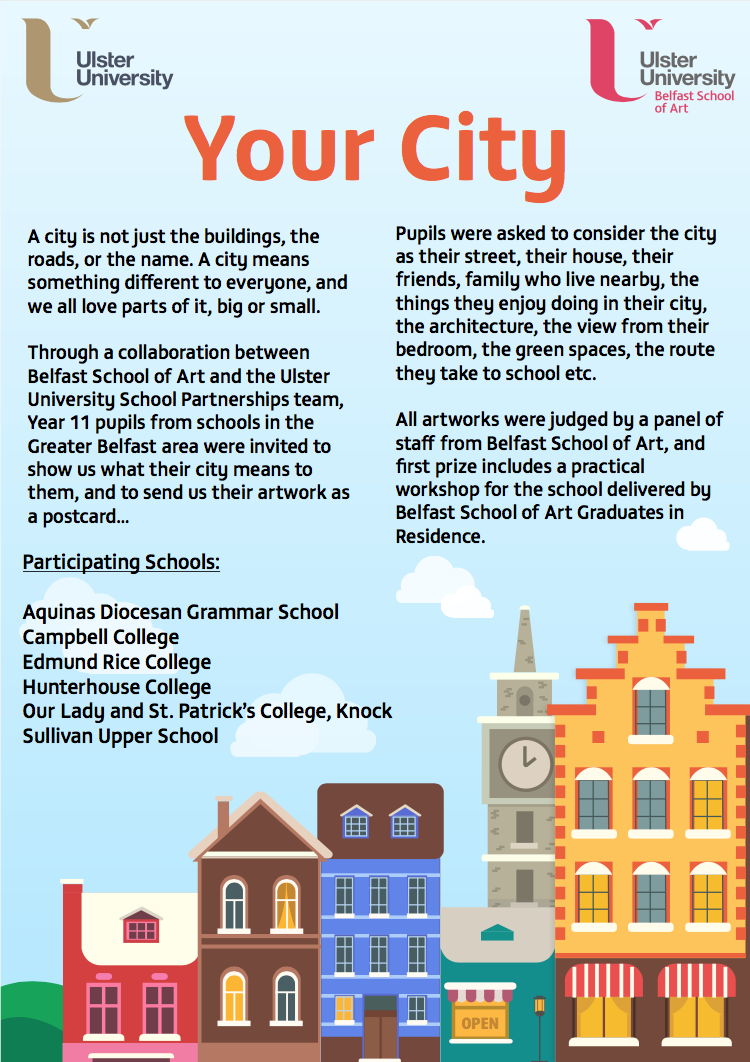 Ulster
University
Ulster
University
Belfast School
of Art
Your City
A city is not just the buildings, the
roads, or the name. A city means
something different to everyone, and
we all love parts of it, big or small.
Through a collaboration between
Belfast School of Art and the Ulster
University School Partnerships team,
Year 11 pupils from schools in the
Greater Belfast area were invited to
show us what their city means to
them, and to send us their artwork as
a postcard...
Pupils were asked to consider the city
as their street, their house, their
friends, family who live nearby, the
things they enjoy doing in their city,
the architecture, the view from their
bedroom, the green spaces, the route
they take to school etc.
All artworks were judged by a panel of
staff from Belfast School of Art, and
first prize includes a practical
workshop for the school delivered by
Belfast School of Art Graduates in
Residence.
Participating Schools:
Aquinas Diocesan Grammar School
Campbell College
Edmund Rice College
Hunterhouse College
Our Lady and St. Patrick's College, Knock
Sullivan Upper School
OPEN